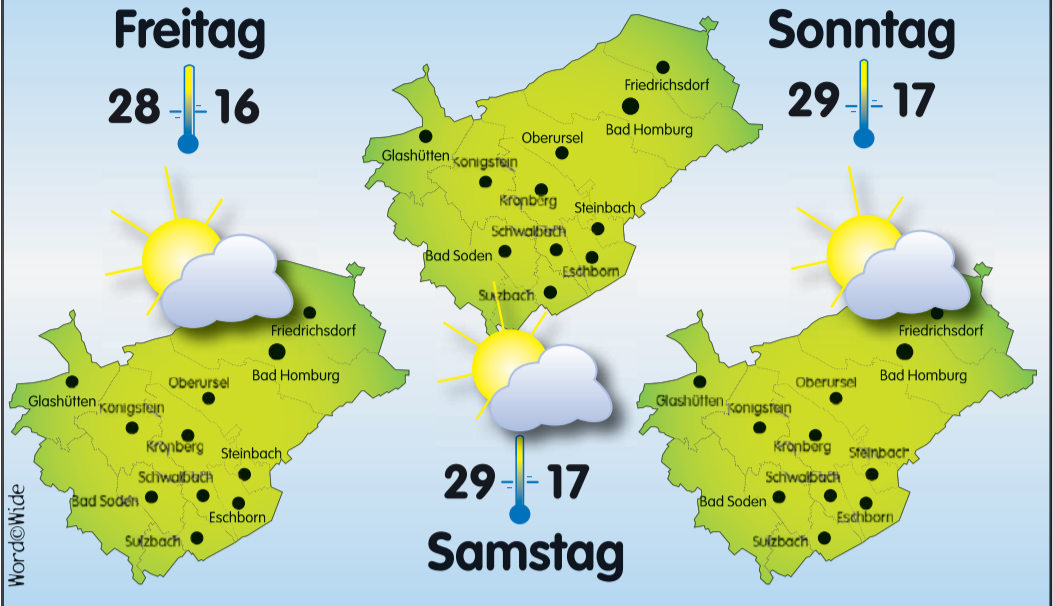 Freitag
28 16
Friedrichsdorf
Bad Homburg
Oberursel
Glashütten
Königstein
Kronberg
Steinbach
Schwalbach
Bad Soden
Eschborn
Sulzbach
Friedrichsdorf
Bad Homburg
Oberursel
Glashütten
Königstein
Kronberg
Steinbach
Schwalbach
Bad Soden
Eschborn
Sulzbach
29 17
Samstag
Sonntag
29 17
Friedrichsdorf
Bad Homburg
Oberursel
Glashütten
Königstein
Kronberg
Steinbach
Schwalbach
Bad Soden
Eschborn
Sulzbach
Word©Wide